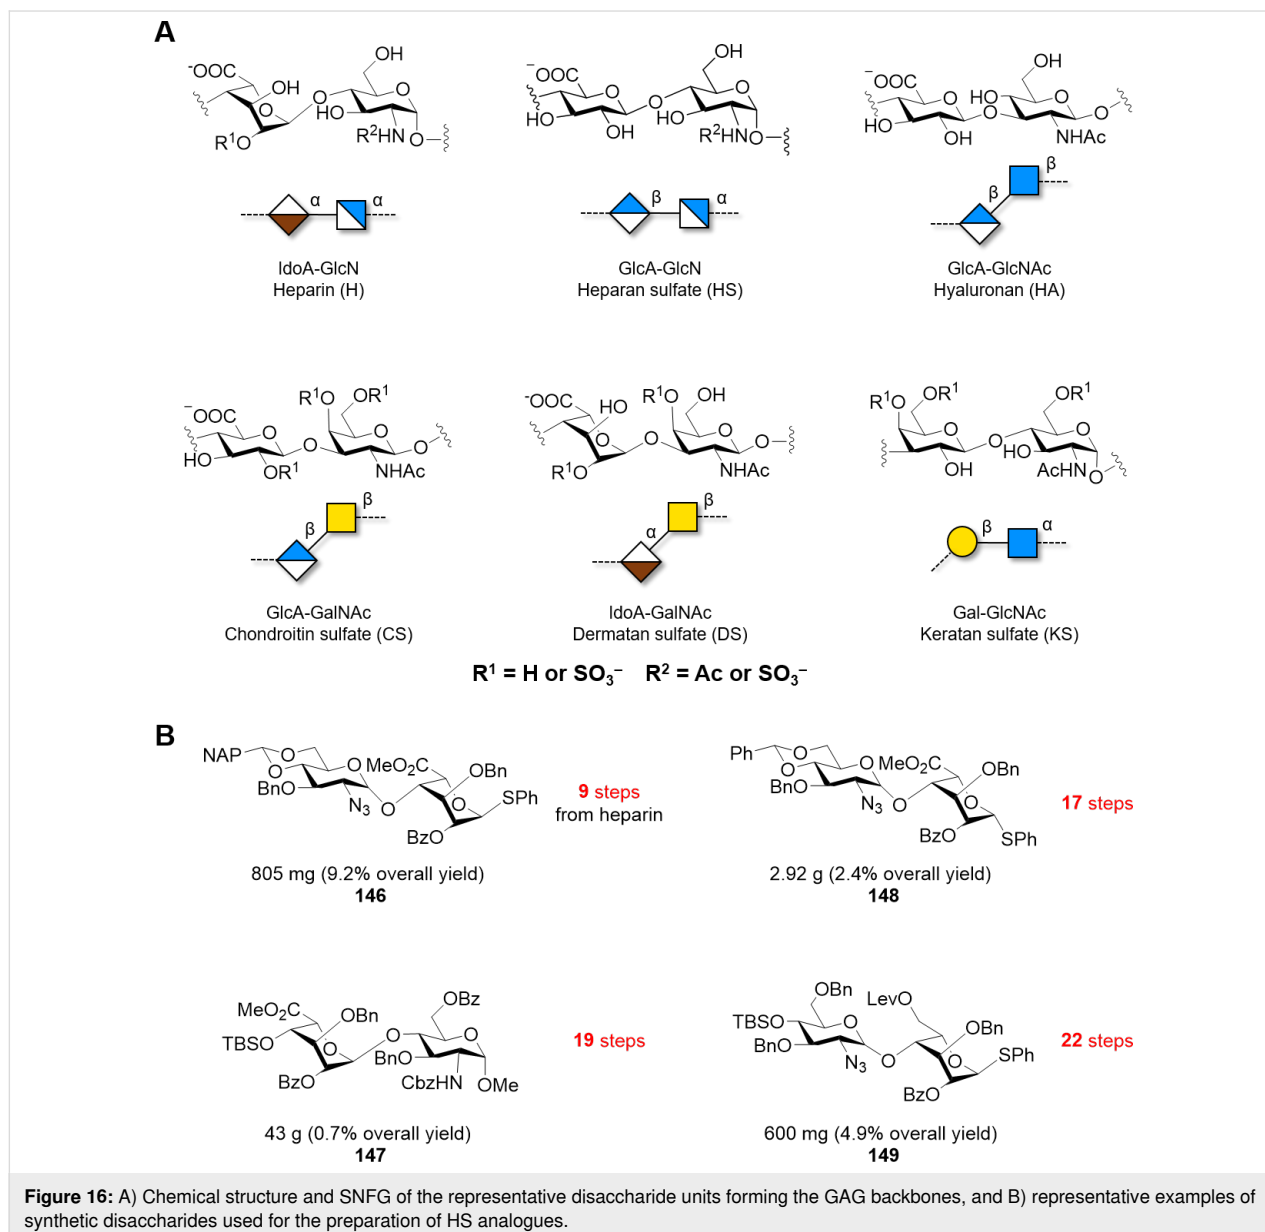 A
⁻OOC
OH
OH
O
O
O
HO
R¹O
R²HN
O
α
α
IdoA-GlcN
Heparin (H)
⁻OOC
OH
O
O
O
HO
OH
HO
R²HN
O
β
α
GlcA-GlcN
Heparan sulfate (HS)
⁻OOC
OH
HO
O
O
O
O
HO
OH
NHAc
β
β
GlcA-GlcNAc
Hyaluronan (HA)
⁻OOC
R¹O
OR¹
O
O
O
O
HO
OR¹
NHAc
β
β
GlcA-GalNAc
Chondroitin sulfate (CS)
⁻OOC
HO
R¹O
OH
O
O
O
O
R¹O
NHAc
α
β
IdoA-GalNAc
Dermatan sulfate (DS)
R¹O
OR¹
OR¹
O
O
O
HO
OH
AcHN
O
β
α
Gal-GlcNAc
Keratan sulfate (KS)
R¹ = H or SO₃⁻ R² = Ac or SO₃⁻
B
NAP
O
O
O
BnO
N₃
O
MeO₂C
OBn
O
SPh
BzO
9 steps
from heparin
805 mg (9.2% overall yield)
146
Ph
O
O
O
BnO
N₃
O
MeO₂C
OBn
O
BzO
SPh
17 steps
2.92 g (2.4% overall yield)
148
MeO₂C
OBn
TBSO
O
BzO
O
OBz
O
BnO
CbzHN
OMe
19 steps
43 g (0.7% overall yield)
147
OBn
TBSO
O
BnO
N₃
O
LevO
OBn
O
SPh
BzO
22 steps
600 mg (4.9% overall yield)
149
Figure 16: A) Chemical structure and SNFG of the representative disaccharide units forming the GAG backbones, and B) representative examples of
synthetic disaccharides used for the preparation of HS analogues.